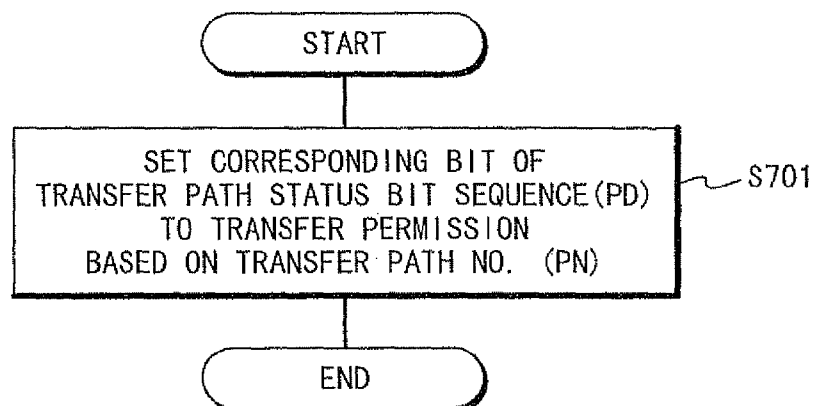 START
SET CORRESPONDING BIT OF
TRANSFER PATH STATUS BIT SEQUENCE(PD)
TO TRANSFER PERMISSION
BASED ON TRANSFER PATH NO. (PN)
S701
END